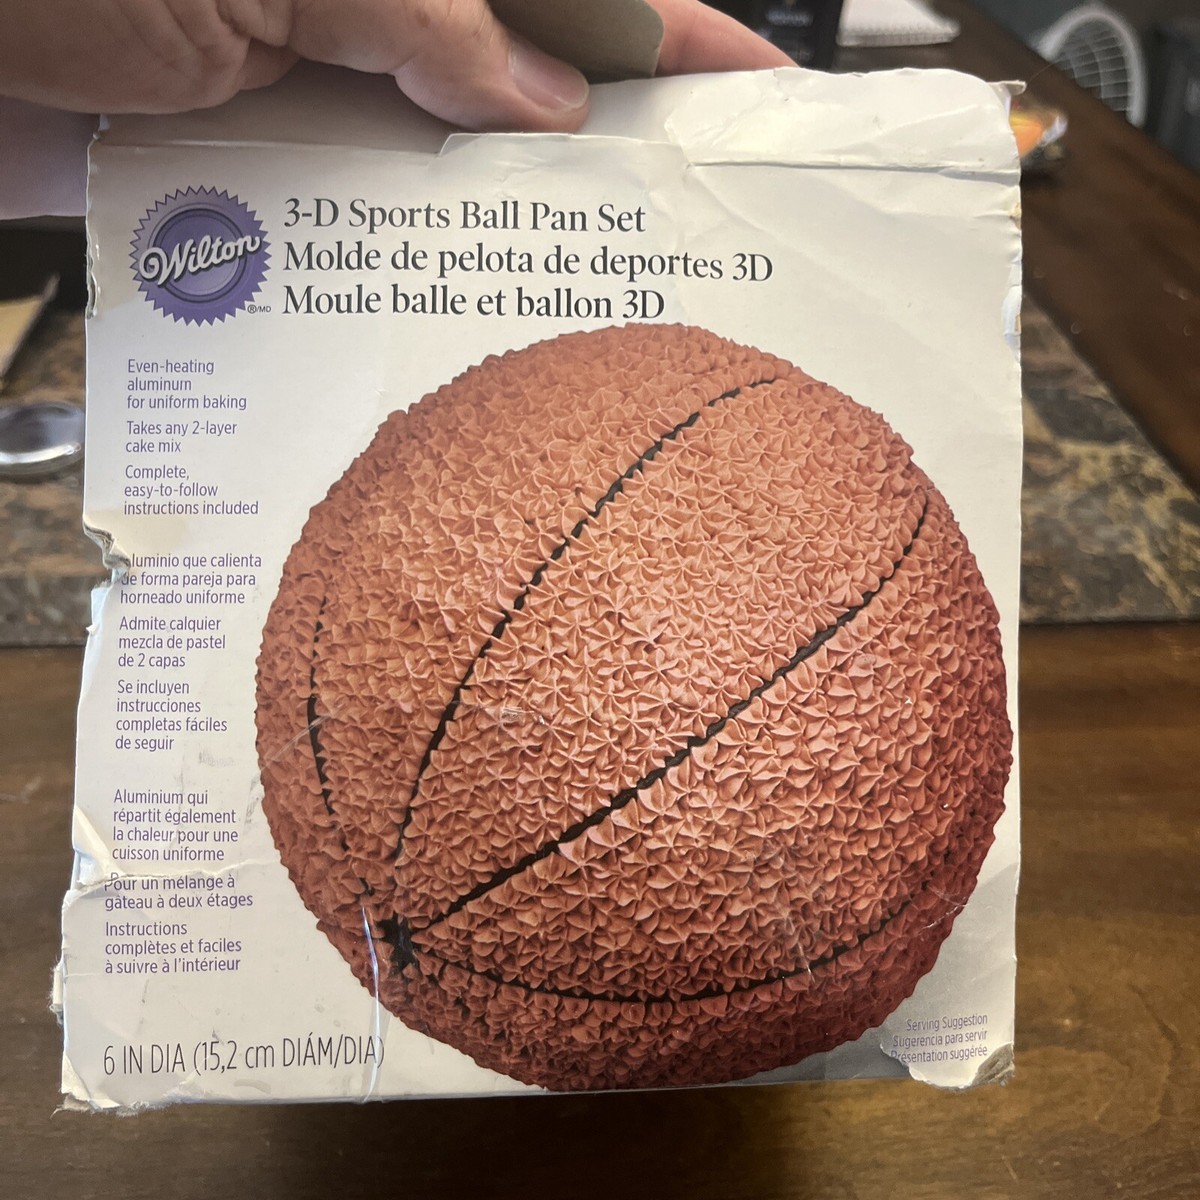 Wilton
®/MD
3-D Sports Ball Pan Set
Molde de pelota de deportes 3D
Moule balle et ballon 3D
Even-heating
aluminum
for uniform baking
Takes any 2-layer
cake mix
Complete,
easy-to-follow
instructions included
luminio que calienta
de forma pareja para
horneado uniforme
Admite calquier
mezcla de pastel
de 2 capas
Se incluyen
instrucciones
completas fáciles
de seguir
Aluminium qui
répartit également
la chaleur pour une
cuisson uniforme
Pour un mélange à
gâteau à deux étages
Instructions
complètes et faciles
à suivre à l'intérieur
6 IN DIA (15,2 cm DIÁM/DIA)
Serving Suggestion
Sugerencia para servir
Présentation suggérée